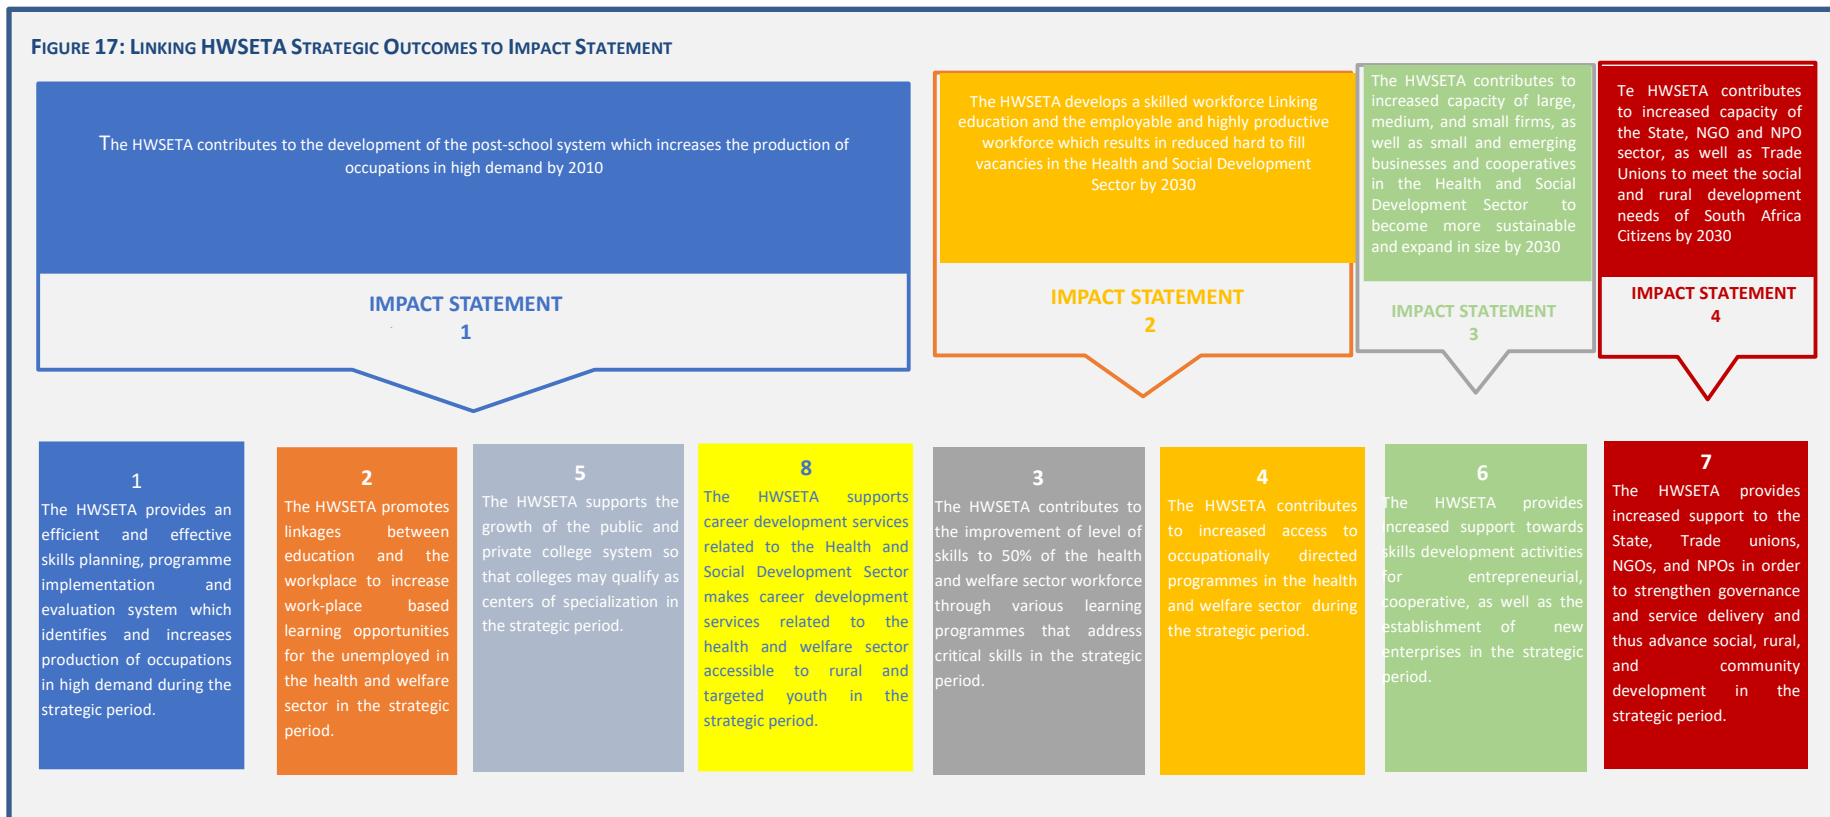 FIGURE 17: LINKING HWSETA STRATEGIC OUTCOMES TO IMPACT STATEMENT
The HWSETA contributes to the development of the post-school system which increases the production of
occupations in high demand by 2010
IMPACT STATEMENT
1
The HWSETA develops a skilled workforce Linking
education and the employable and highly productive
workforce which results in reduced hard to fill
vacancies in the Health and Social Development
Sector by 2030
IMPACT STATEMENT
2
The HWSETA contributes to
increased capacity of large,
medium, and small firms, as
well as small and emerging
businesses and cooperatives
in the Health and Social
Development Sector to
become more sustainable
and expand in size by 2030
IMPACT STATEMENT
3
Te HWSETA contributes
to increased capacity of
the State, NGO and NPO
sector, as well as Trade
Unions to meet the social
and rural development
needs of South Africa
Citizens by 2030
IMPACT STATEMENT
4
1
The HWSETA provides an
efficient and effective
skills planning, programme
implementation and
evaluation system which
identifies and increases
production of occupations
in high demand during the
strategic period.
2
The HWSETA promotes
linkages between
education and the
workplace to increase
work-place based
learning opportunities
for the unemployed in
the health and welfare
sector in the strategic
period.
5
The HWSETA supports the
growth of the public and
private college system so
that colleges may qualify as
centers of specialization in
the strategic period.
8
The HWSETA supports
career development services
related to the Health and
Social Development Sector
makes career development
services related to the
health and welfare sector
accessible to rural and
targeted youth in the
strategic period.
3
The HWSETA contributes to
the improvement of level of
skills to 50% of the health
and welfare sector workforce
through various learning
programmes that address
critical skills in the strategic
period.
4
The HWSETA contributes
to increased access to
occupationally directed
programmes in the health
and welfare sector during
the strategic period.
6
The HWSETA provides
increased support towards
skills development activities
for entrepreneurial,
cooperative, as well as the
establishment of new
enterprises in the strategic
period.
7
The HWSETA provides
increased support to the
State, Trade unions,
NGOs, and NPOs in order
to strengthen governance
and service delivery and
thus advance social, rural,
and community
development in the
strategic period.